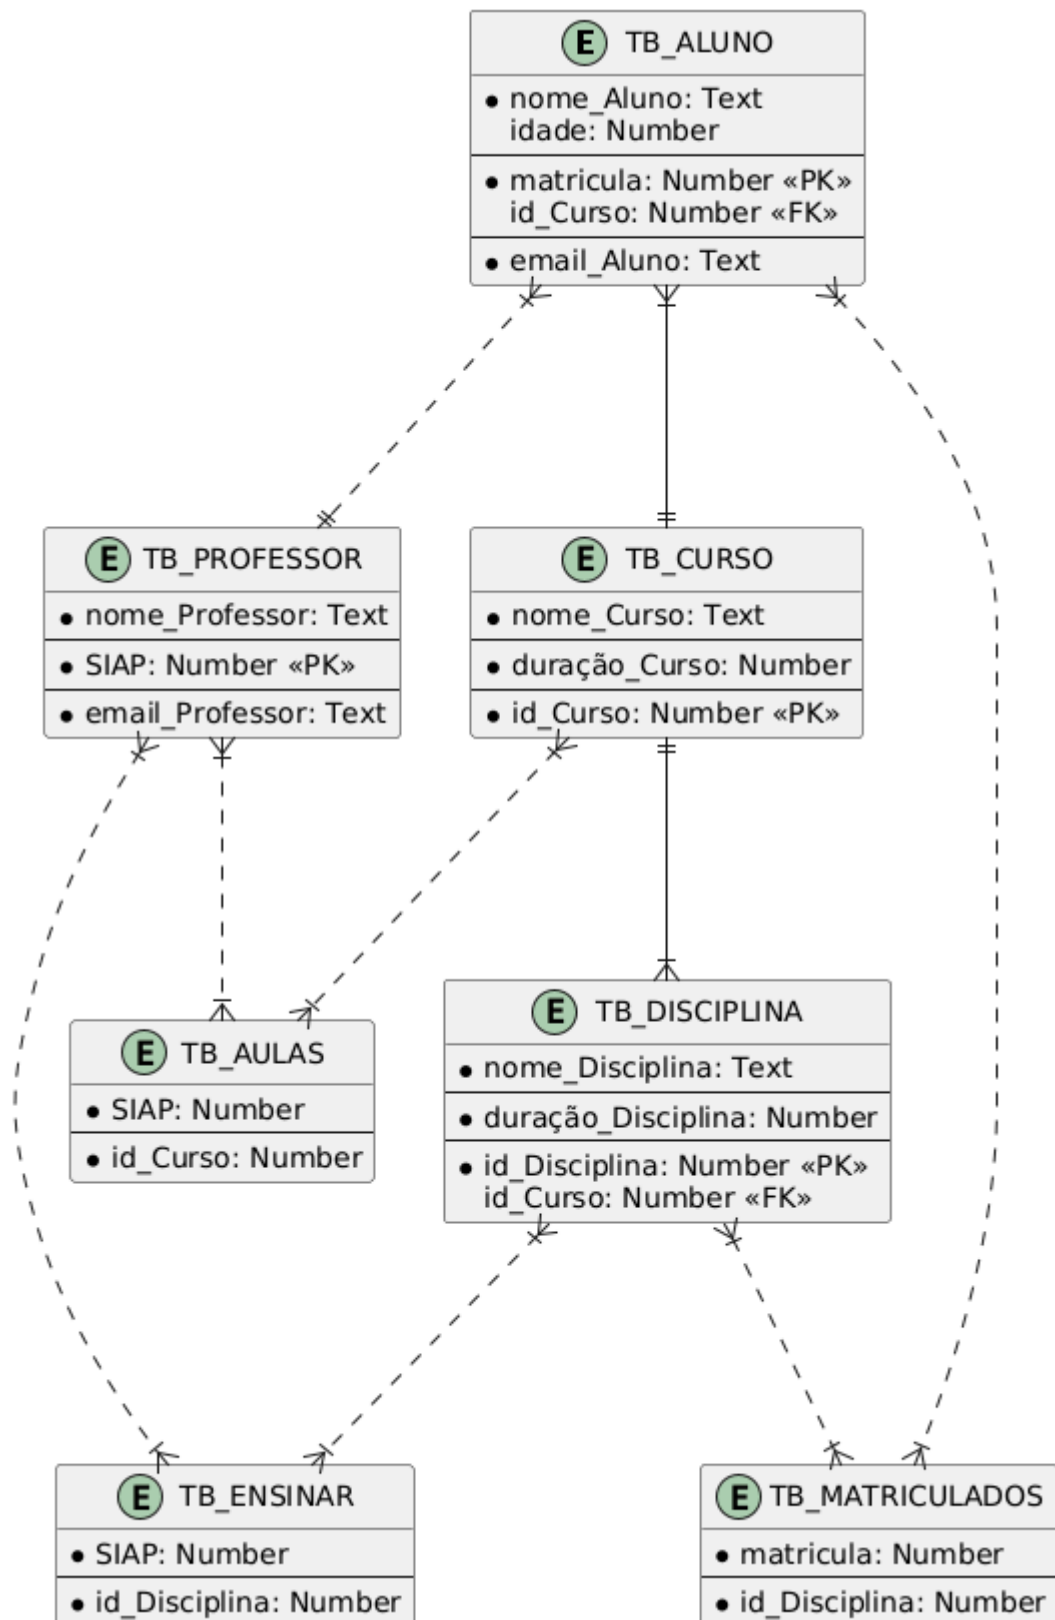 E TB_ALUNO
nome_Aluno: Text
idade: Number
matricula: Number «PK»
id_Curso: Number «FK»
email_Aluno: Text
E TB_PROFESSOR
nome_Professor: Text
SIAP: Number «PK»
email_Professor: Text
E TB_CURSO
nome_Curso: Text
duração_Curso: Number
id_Curso: Number «PK»
E TB_AULAS
SIAP: Number
id_Curso: Number
E TB_DISCIPLINA
nome_Disciplina: Text
duração_Disciplina: Number
id_Disciplina: Number «PK»
id_Curso: Number «FK»
E TB_ENSINAR
SIAP: Number
id_Disciplina: Number
E TB_MATRICULADOS
matricula: Number
id_Disciplina: Number